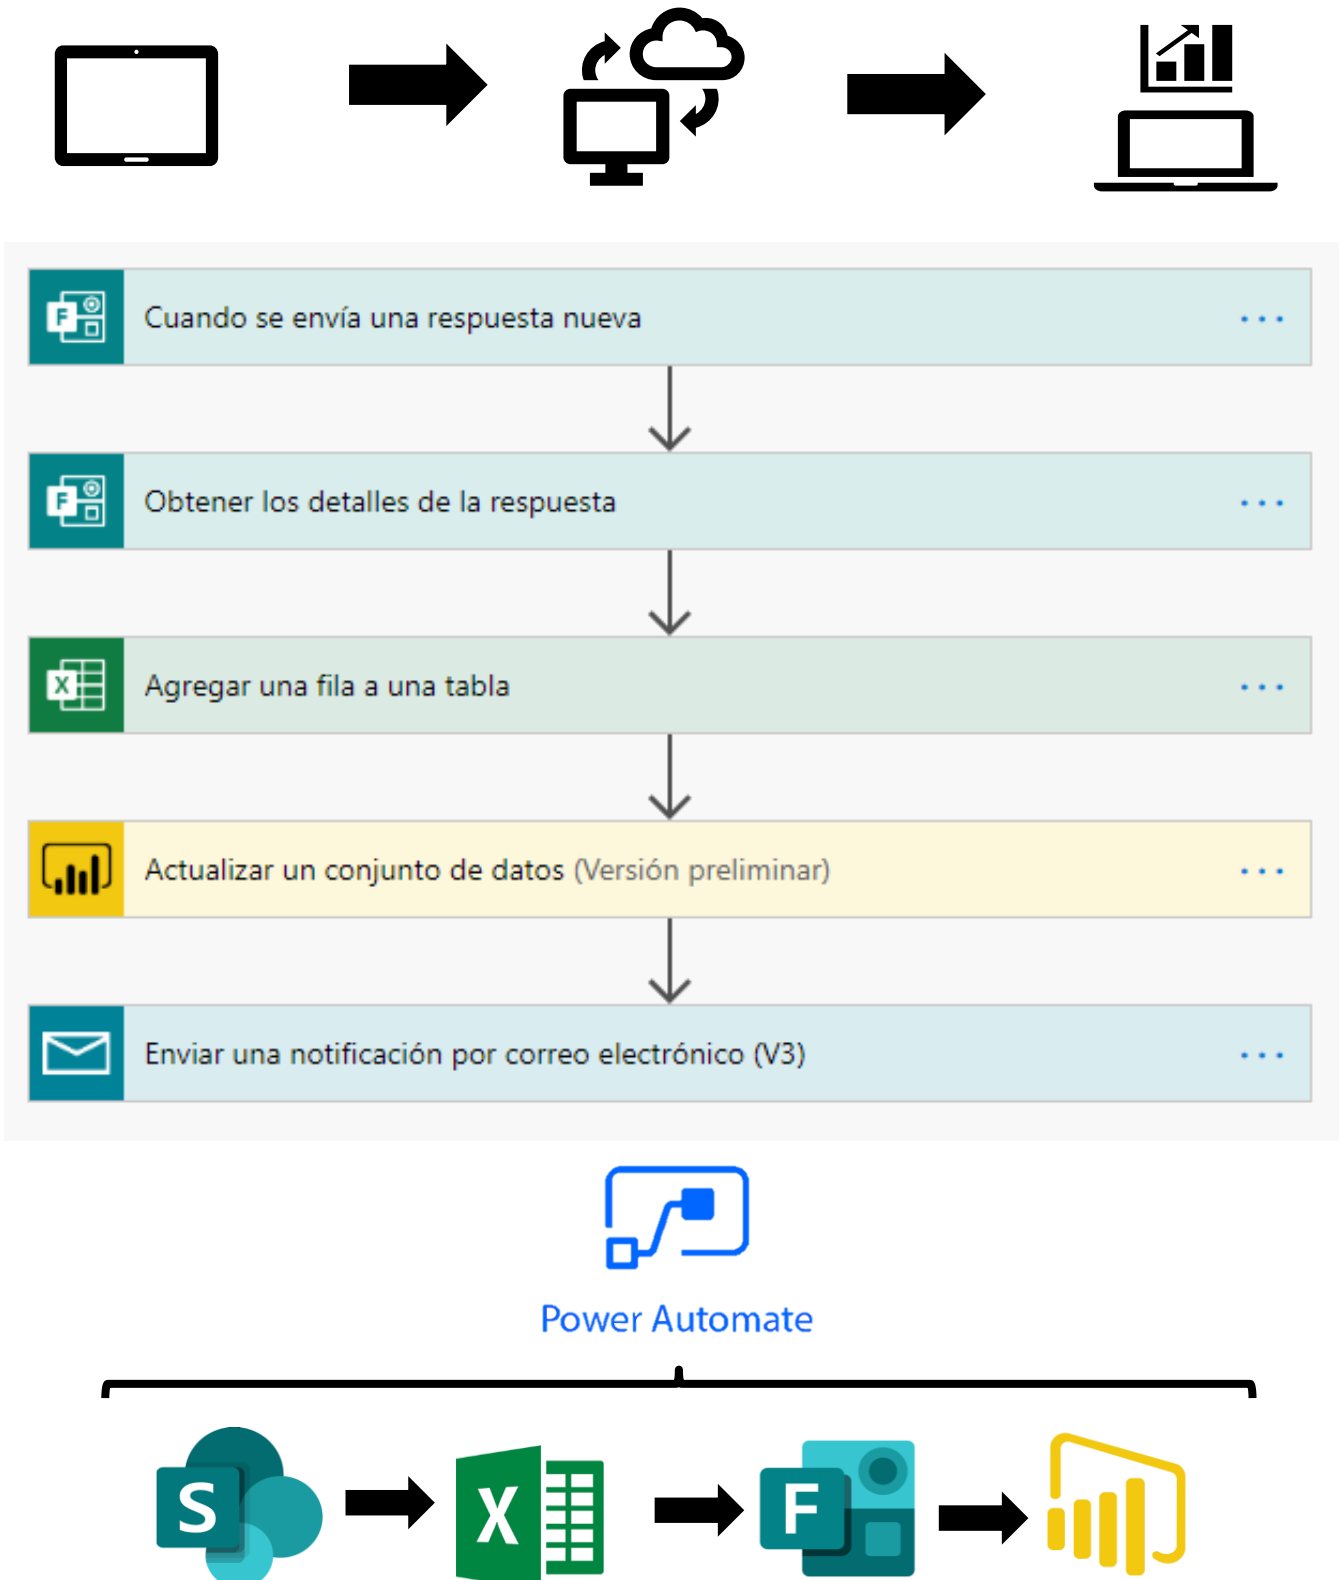 Cuando se envía una respuesta nueva
Obtener los detalles de la respuesta
Agregar una fila a una tabla
Actualizar un conjunto de datos (Versión preliminar)
Enviar una notificación por correo electrónico (V3)
Power Automate
S
X
F